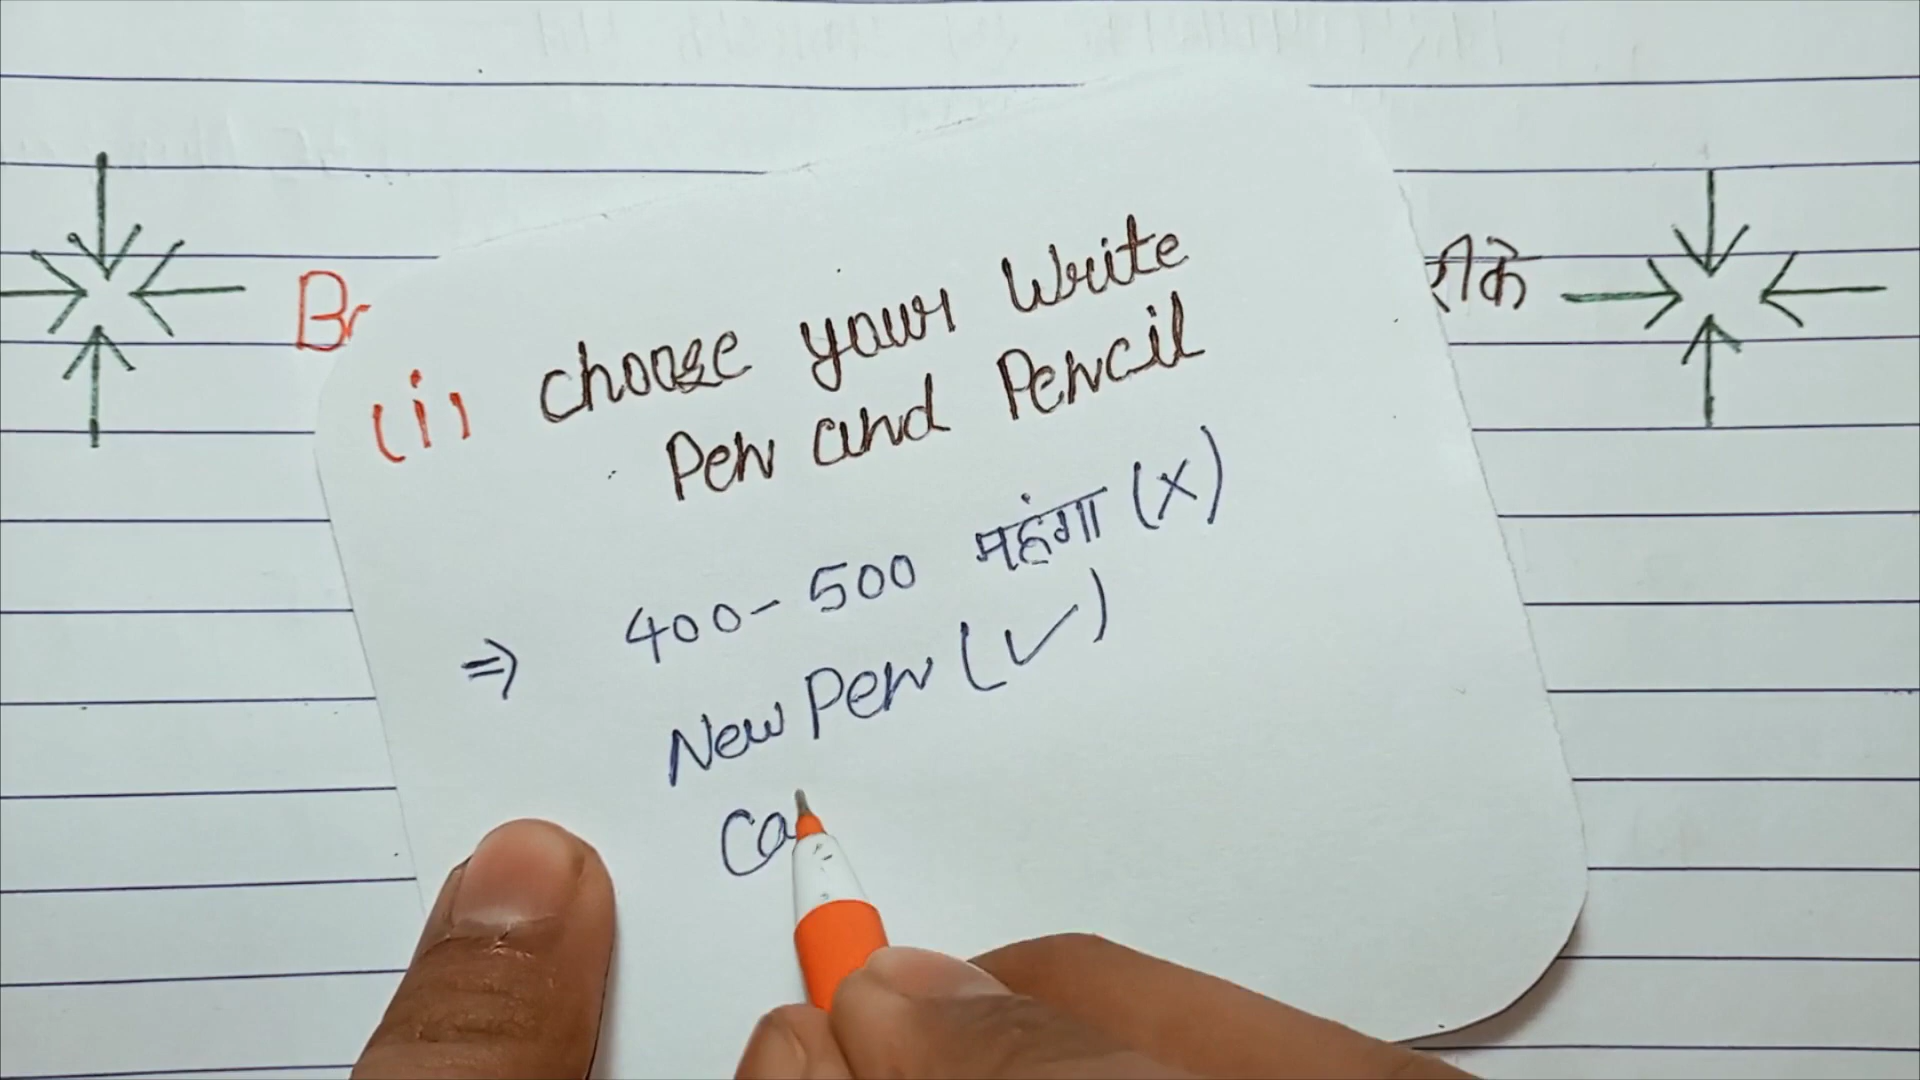 Br
रीके
(i) choose your Write
Pen and Pencil
⇒ 400-500 महंगा (X)
New Pen (✓)
Ca